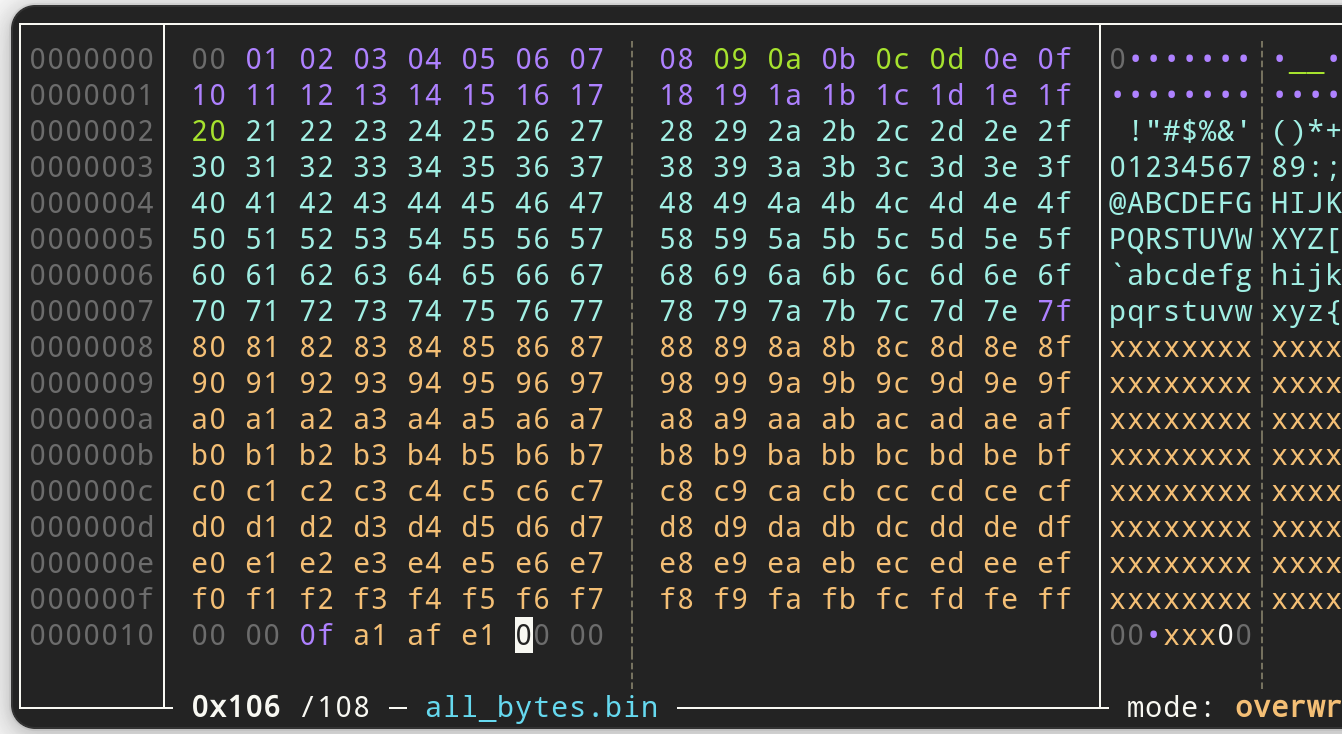 0000000 00 01 02 03 04 05 06 07 08 09 0a 0b 0c 0d 0e 0f 0••••••• •__•
0000001 10 11 12 13 14 15 16 17 18 19 1a 1b 1c 1d 1e 1f •••••••• ••••
0000002 20 21 22 23 24 25 26 27 28 29 2a 2b 2c 2d 2e 2f  !"#$%&' ()*+
0000003 30 31 32 33 34 35 36 37 38 39 3a 3b 3c 3d 3e 3f 01234567 89:;
0000004 40 41 42 43 44 45 46 47 48 49 4a 4b 4c 4d 4e 4f @ABCDEFG HIJK
0000005 50 51 52 53 54 55 56 57 58 59 5a 5b 5c 5d 5e 5f PQRSTUVW XYZ[
0000006 60 61 62 63 64 65 66 67 68 69 6a 6b 6c 6d 6e 6f `abcdefg hijk
0000007 70 71 72 73 74 75 76 77 78 79 7a 7b 7c 7d 7e 7f pqrstuvw xyz{
0000008 80 81 82 83 84 85 86 87 88 89 8a 8b 8c 8d 8e 8f xxxxxxxx xxxx
0000009 90 91 92 93 94 95 96 97 98 99 9a 9b 9c 9d 9e 9f xxxxxxxx xxxx
000000a a0 a1 a2 a3 a4 a5 a6 a7 a8 a9 aa ab ac ad ae af xxxxxxxx xxxx
000000b b0 b1 b2 b3 b4 b5 b6 b7 b8 b9 ba bb bc bd be bf xxxxxxxx xxxx
000000c c0 c1 c2 c3 c4 c5 c6 c7 c8 c9 ca cb cc cd ce cf xxxxxxxx xxxx
000000d d0 d1 d2 d3 d4 d5 d6 d7 d8 d9 da db dc dd de df xxxxxxxx xxxx
000000e e0 e1 e2 e3 e4 e5 e6 e7 e8 e9 ea eb ec ed ee ef xxxxxxxx xxxx
000000f f0 f1 f2 f3 f4 f5 f6 f7 f8 f9 fa fb fc fd fe ff xxxxxxxx xxxx
0000010 00 00 0f a1 af e1 00 00 00•xxx00
0x106 /108 — all_bytes.bin mode: overwr